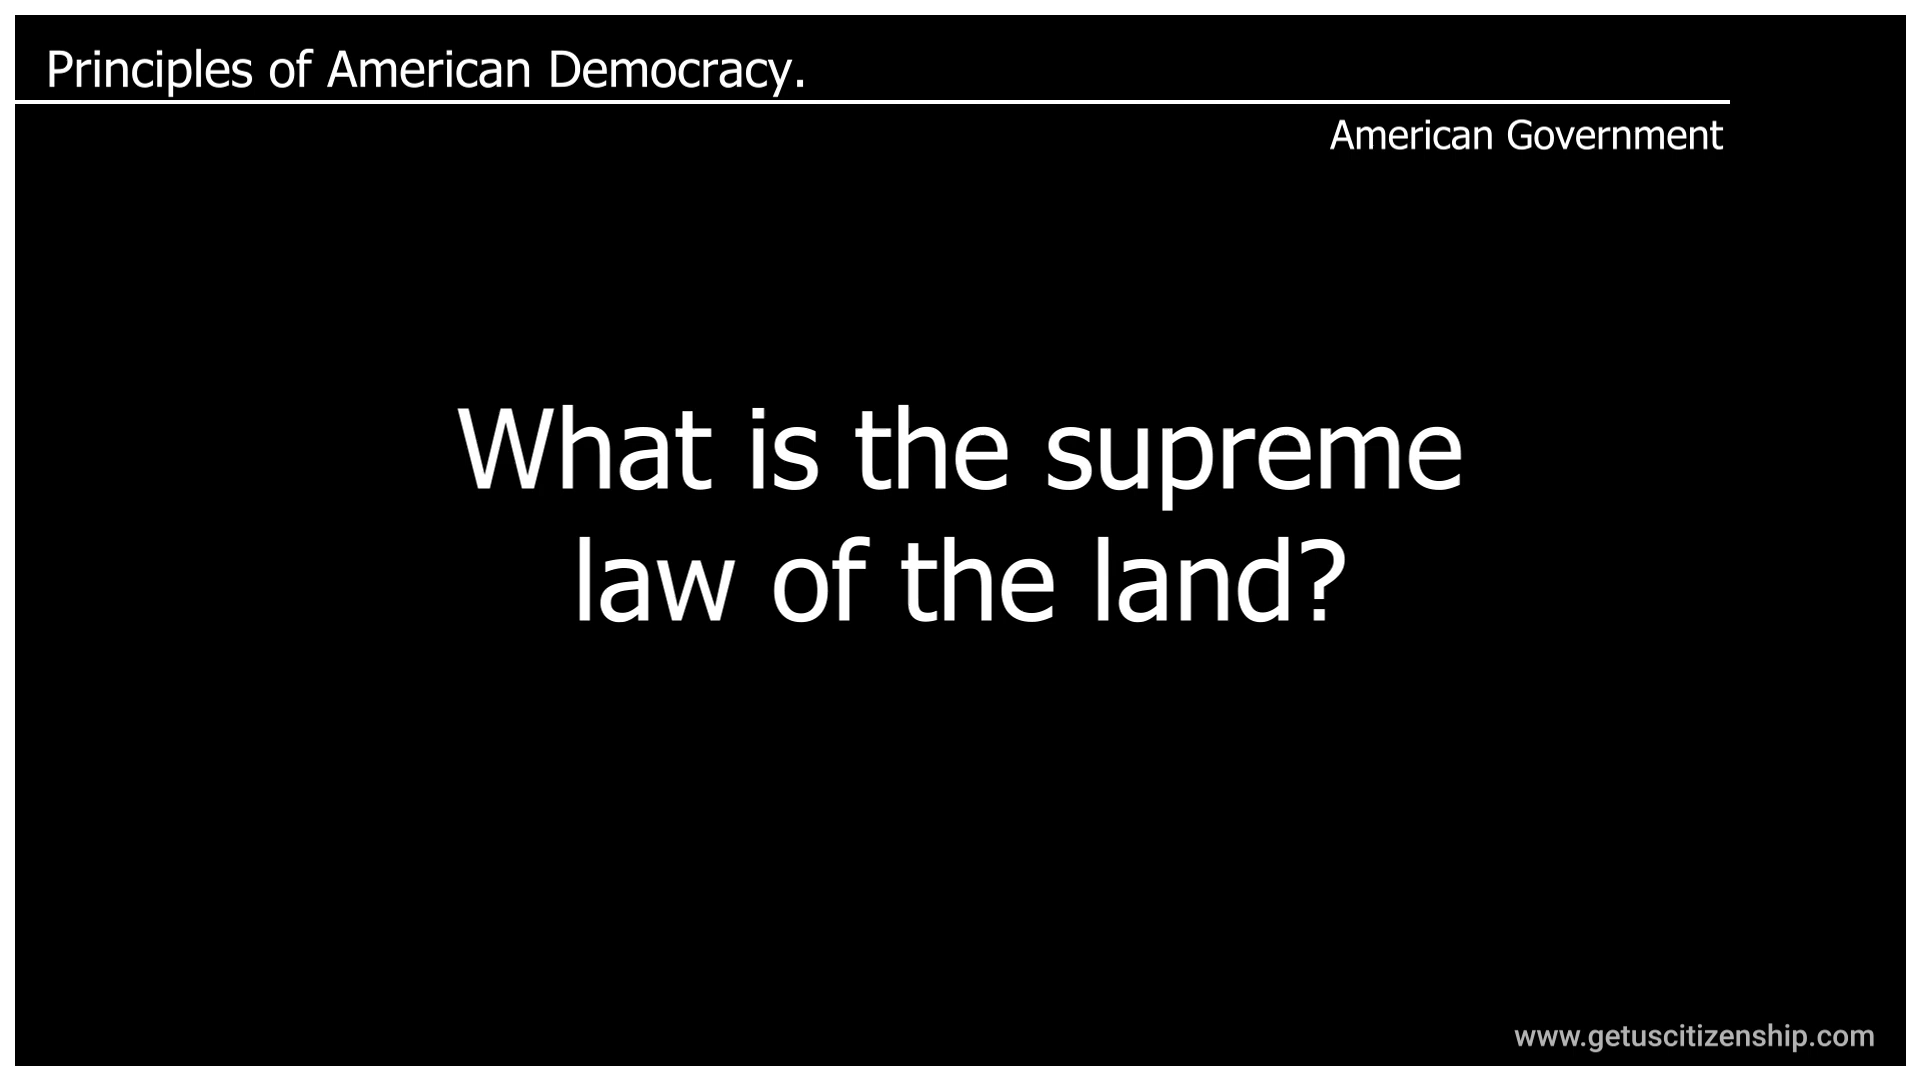 Principles of American Democracy.
American Government
What is the supreme
law of the land?
www.getuscitizenship.com